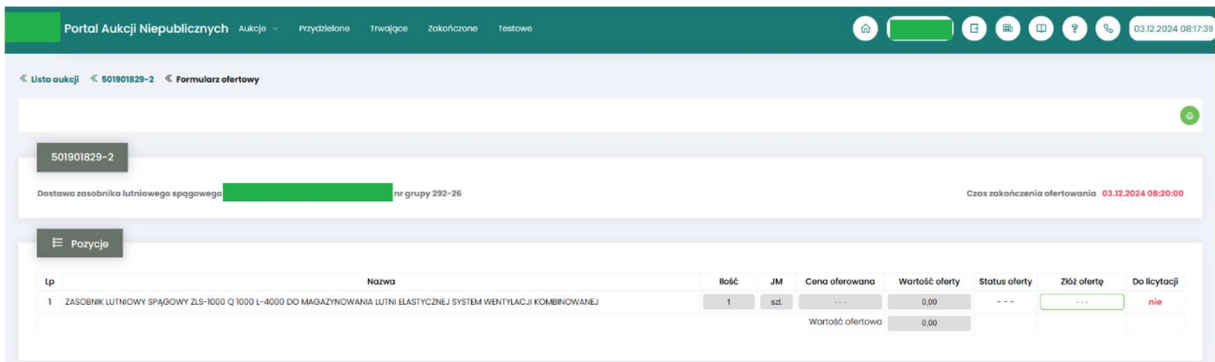 Portal Aukcji Niepublicznych Aukcje Przydzielone Trwające Zakończone Testowe 03.12.2024 08:17:39
« Lista aukcji « 501901829-2 « Formularz ofertowy
501901829-2
Dostawa zasobnika lutniowego spągowego nr grupy 292-26 Czas zakończenia ofertowania 03.12.2024 08:20:00
Pozycje
Lp Nazwa Ilość JM Cena oferowana Wartość oferty Status oferty Złóż ofertę Do licytacji
1 ZASOBNIK LUTNIOWY SPĄGOWY ZLS-1000 Q 1000 L-4000 DO MAGAZYNOWANIA LUTNI ELASTYCZNEJ SYSTEM WENTYLACJI KOMBINOWANEJ 1 szt. --- 0,00 --- --- nie
Wartość ofertowa 0,00